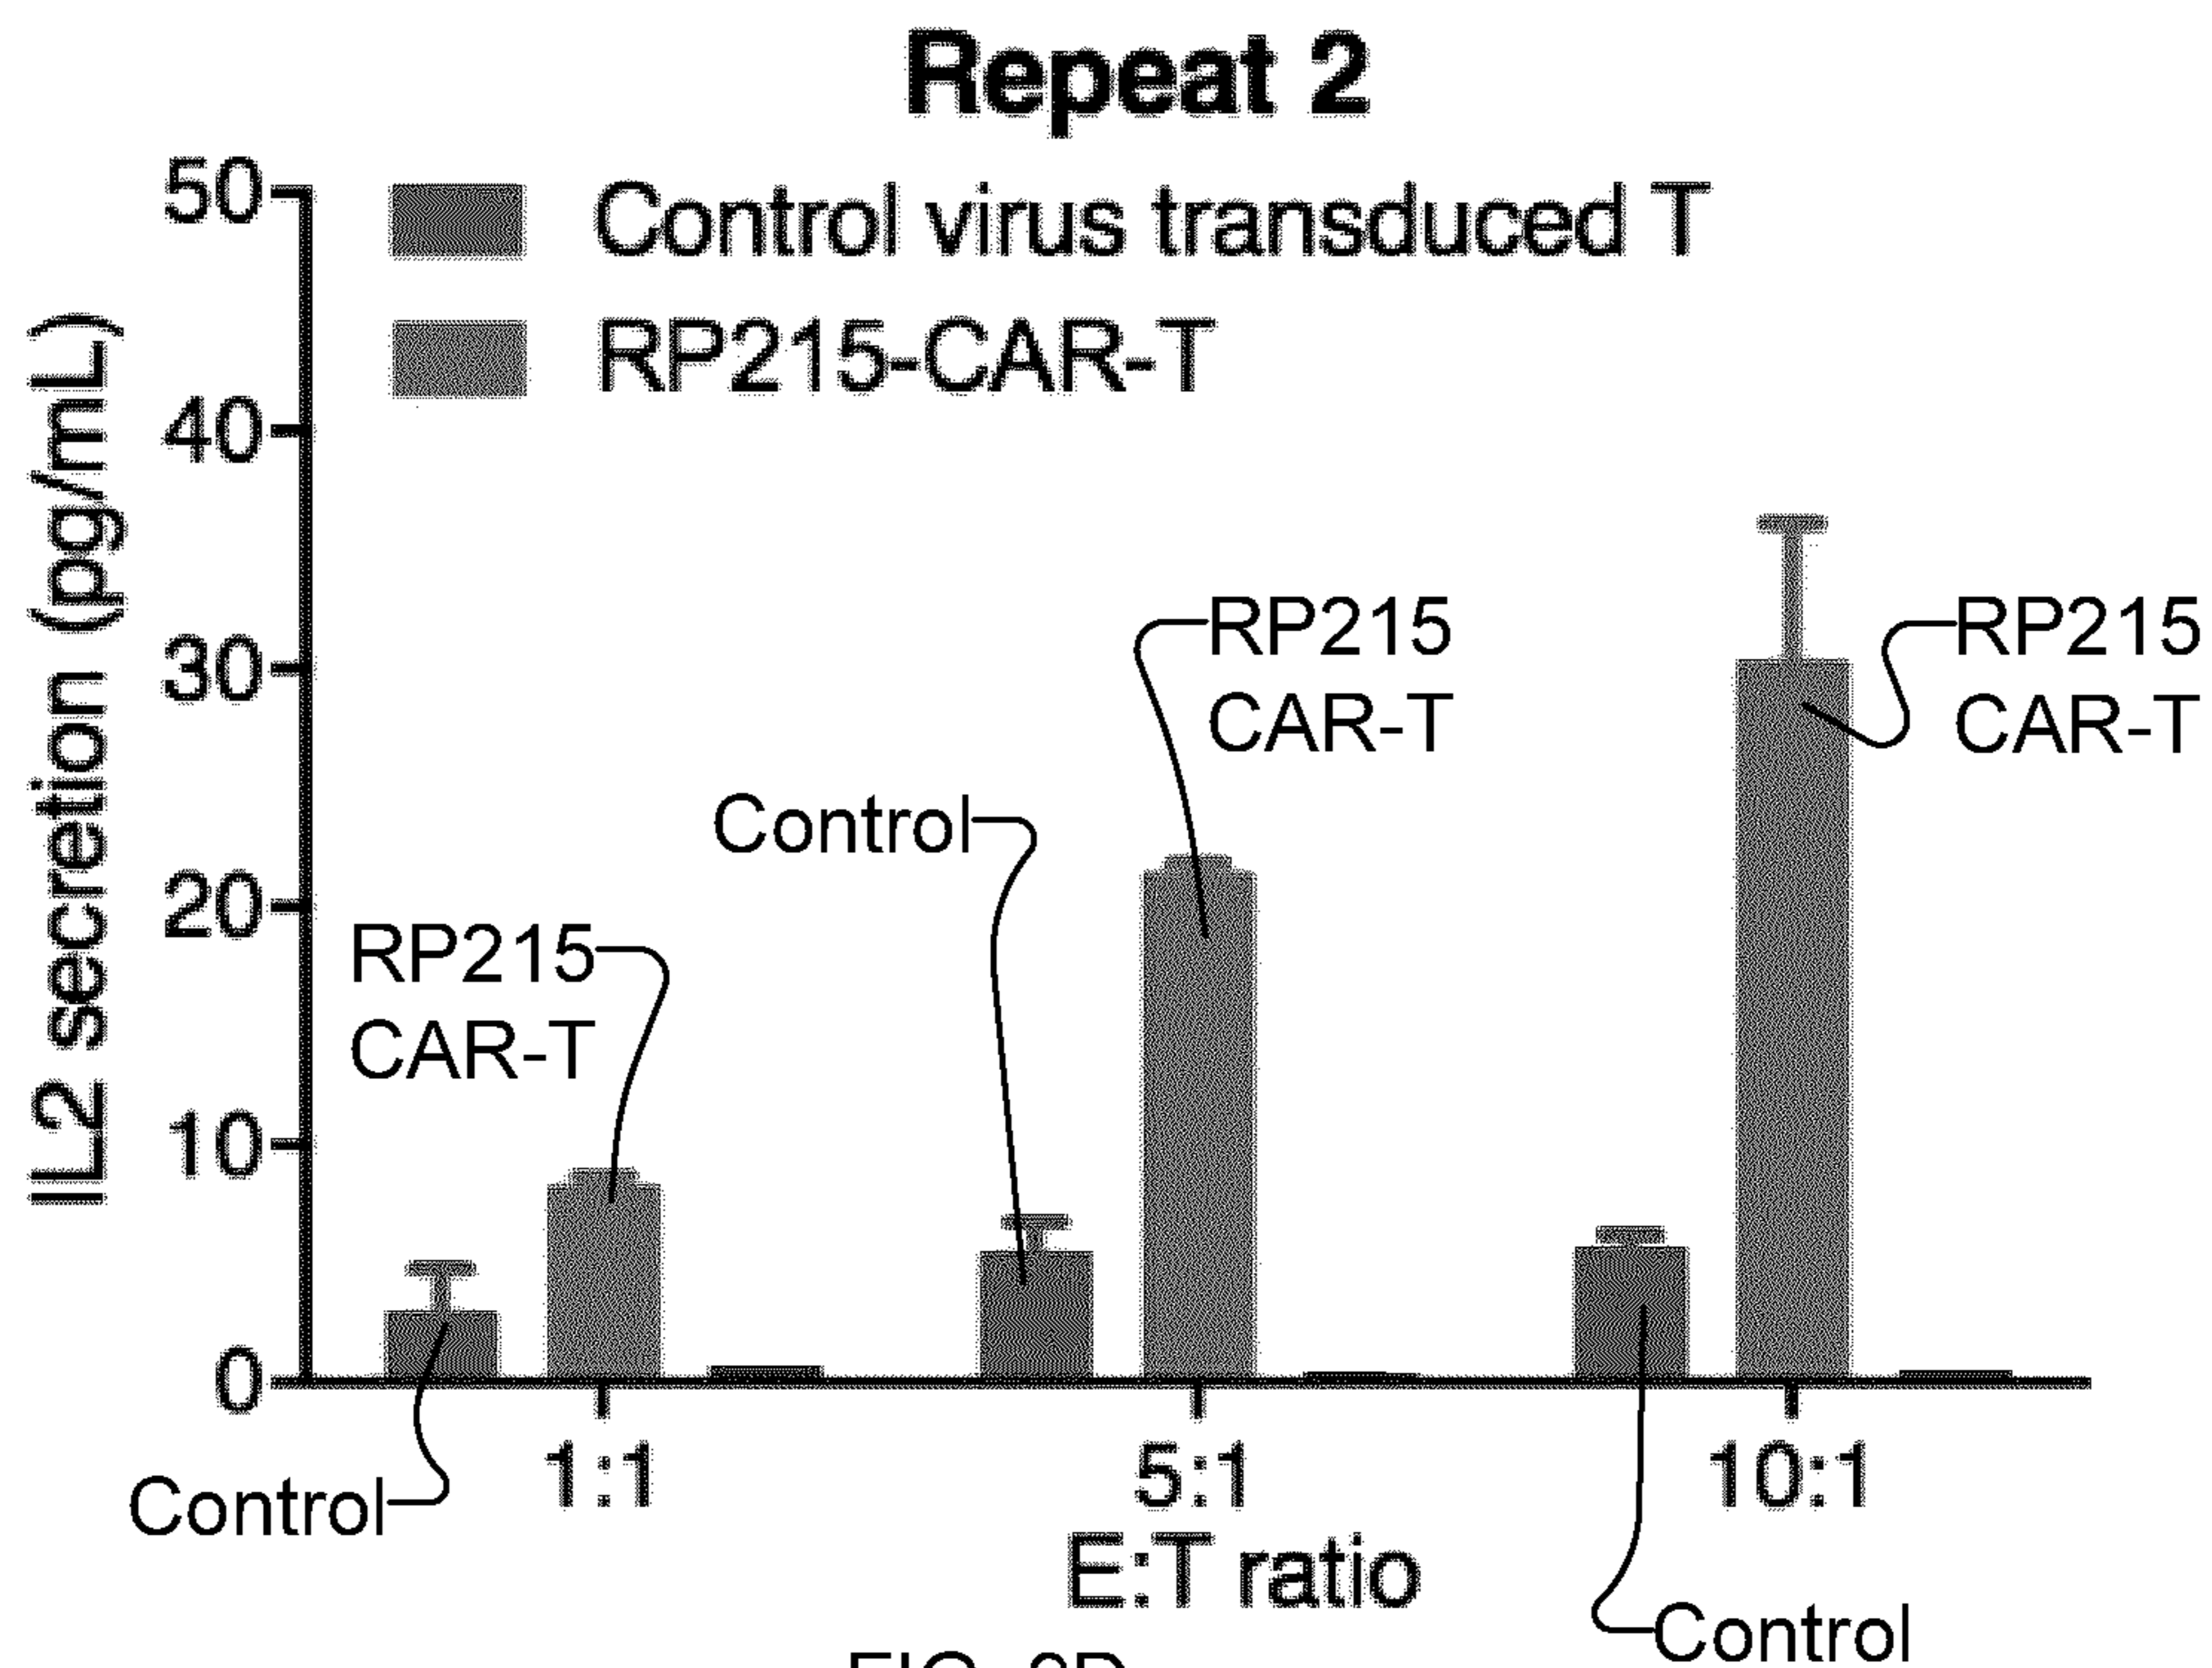 Repeat 2
50
Control virus transduced T
RP215-CAR-T
IL2 secretion (pg/mL)
40
30
20
10
0
RP215
CAR-T
RP215
CAR-T
Control
RP215
CAR-T
Control
1:1
5:1
10:1
E:T ratio
Control